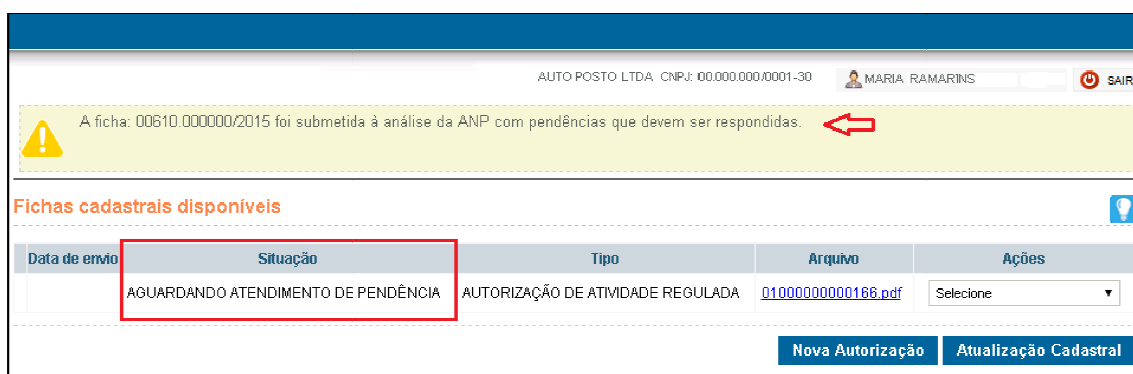 AUTO POSTO LTDA CNPJ: 00.000.000/0001-30 MARIA RAMARINS SAIR
A ficha: 00610.000000/2015 foi submetida à análise da ANP com pendências que devem ser respondidas.
Fichas cadastrais disponíveis
Data de envio Situação Tipo Arquivo Ações
AGUARDANDO ATENDIMENTO DE PENDÊNCIA AUTORIZAÇÃO DE ATIVIDADE REGULADA 01000000000166.pdf Selecione
Nova Autorização Atualização Cadastral